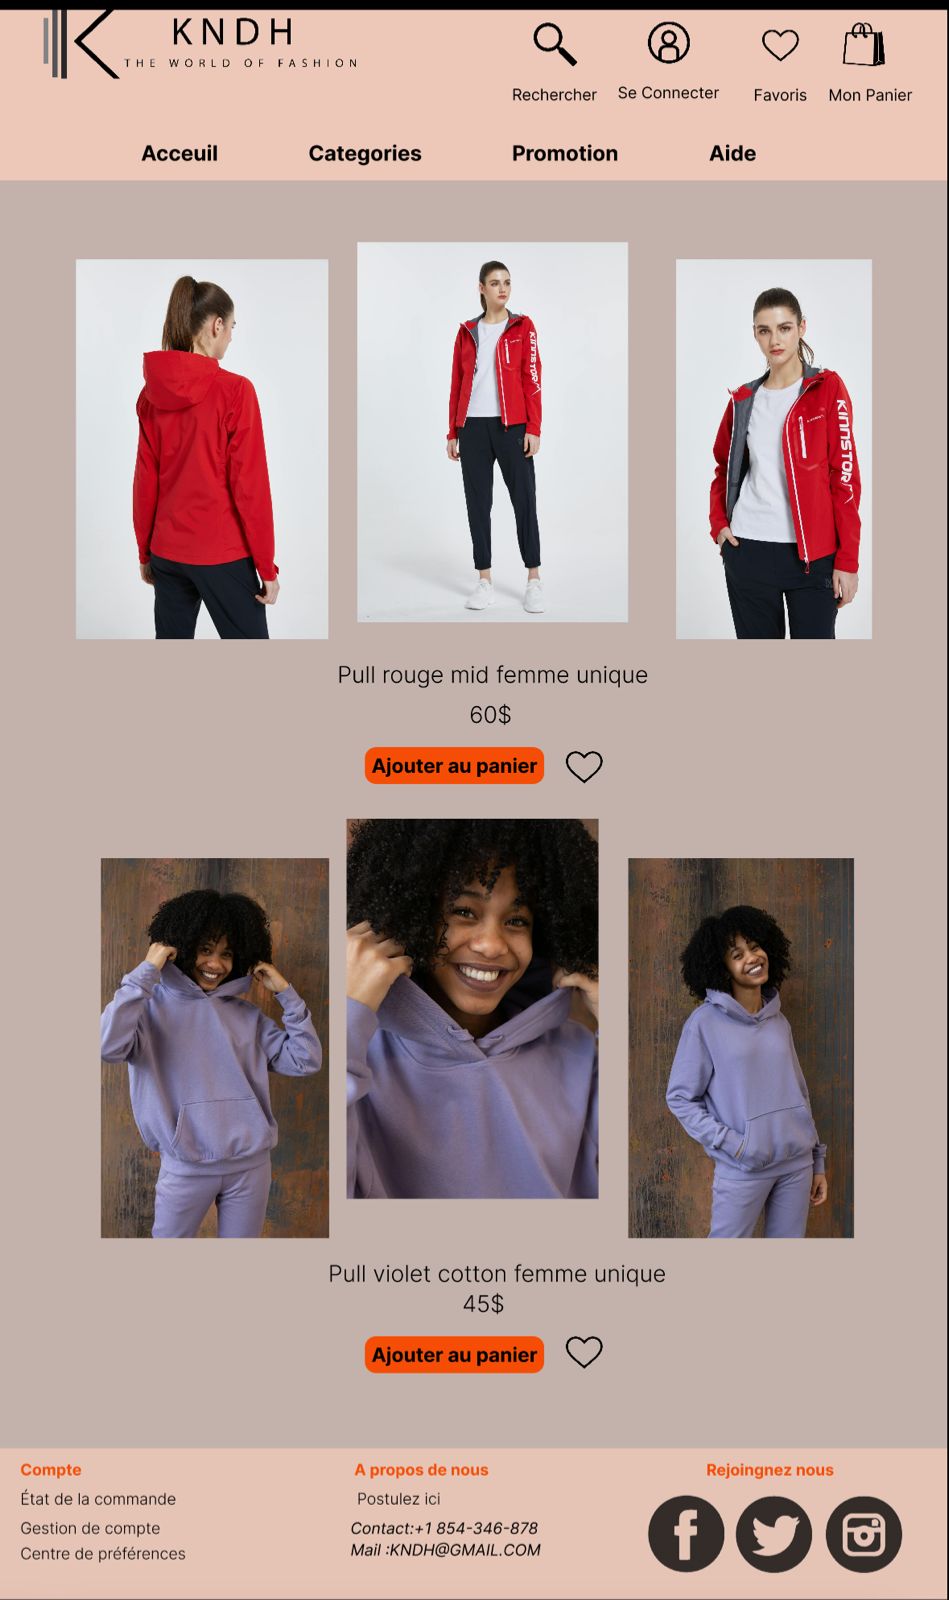 KNDH
THE WORLD OF FASHION
Rechercher
Se Connecter
Favoris
Mon Panier
Acceuil
Categories
Promotion
Aide
KINNSTORM
KINNSTORM
Pull rouge mid femme unique
60$
Ajouter au panier
Pull violet cotton femme unique
45$
Ajouter au panier
Compte
État de la commande
Gestion de compte
Centre de préférences
A propos de nous
Postulez ici
Contact:+1 854-346-878
Mail :KNDH@GMAIL.COM
Rejoingnez nous